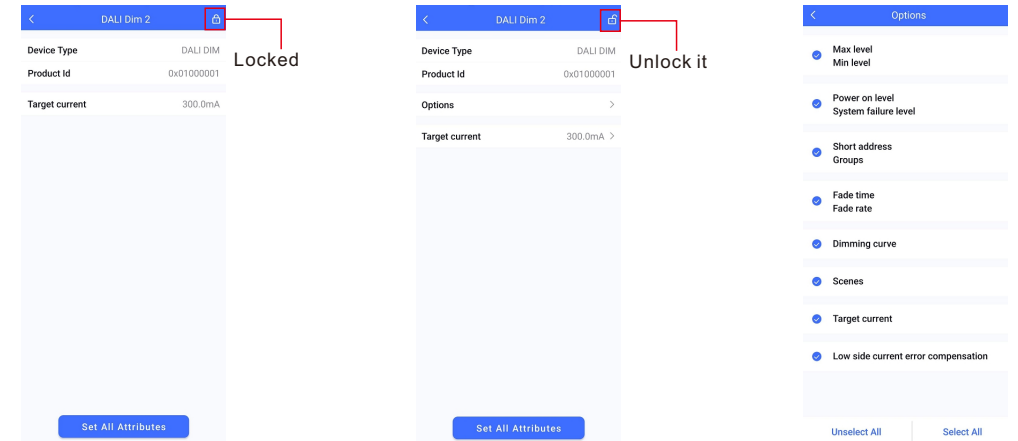 DALI Dim 2
Device Type DALI DIM
Product Id 0x01000001
Target current 300.0mA
Set All Attributes
Locked
DALI Dim 2
Device Type DALI DIM
Product Id 0x01000001
Options
Target current 300.0mA
Set All Attributes
Unlock it
Options
Max level
Min level
Power on level
System failure level
Short address
Groups
Fade time
Fade rate
Dimming curve
Scenes
Target current
Low side current error compensation
Unselect All Select All